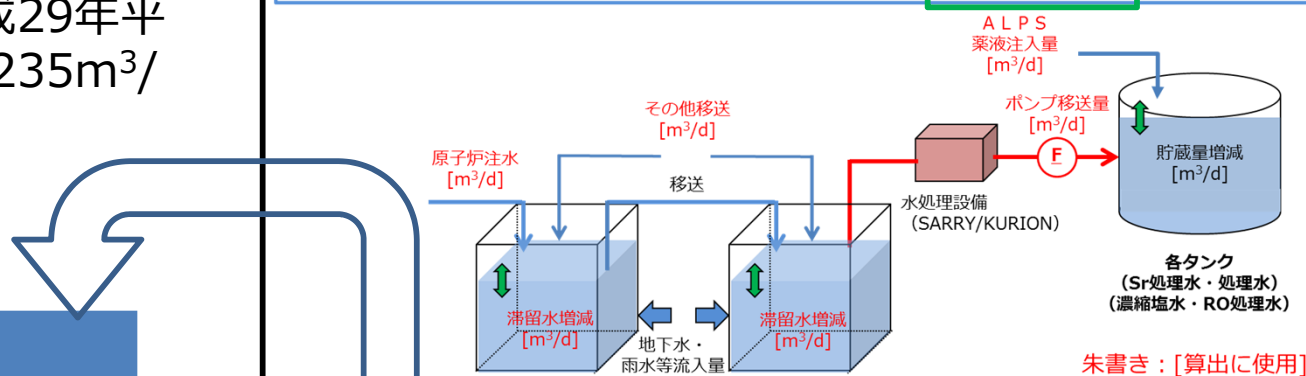 成29年平
235m³/
ＡＬＰＳ
薬液注入量
[m³/d]
その他移送
[m³/d]
ポンプ移送量
[m³/d]
F
原子炉注水
[m³/d]
移送
貯蔵量増減
[m³/d]
水処理設備
（SARRY/KURION）
各タンク
（Sr処理水・処理水）
（濃縮塩水・RO処理水）
滞留水増減
[m³/d]
滞留水増減
[m³/d]
地下水・
雨水等流入量
朱書き：[算出に使用]